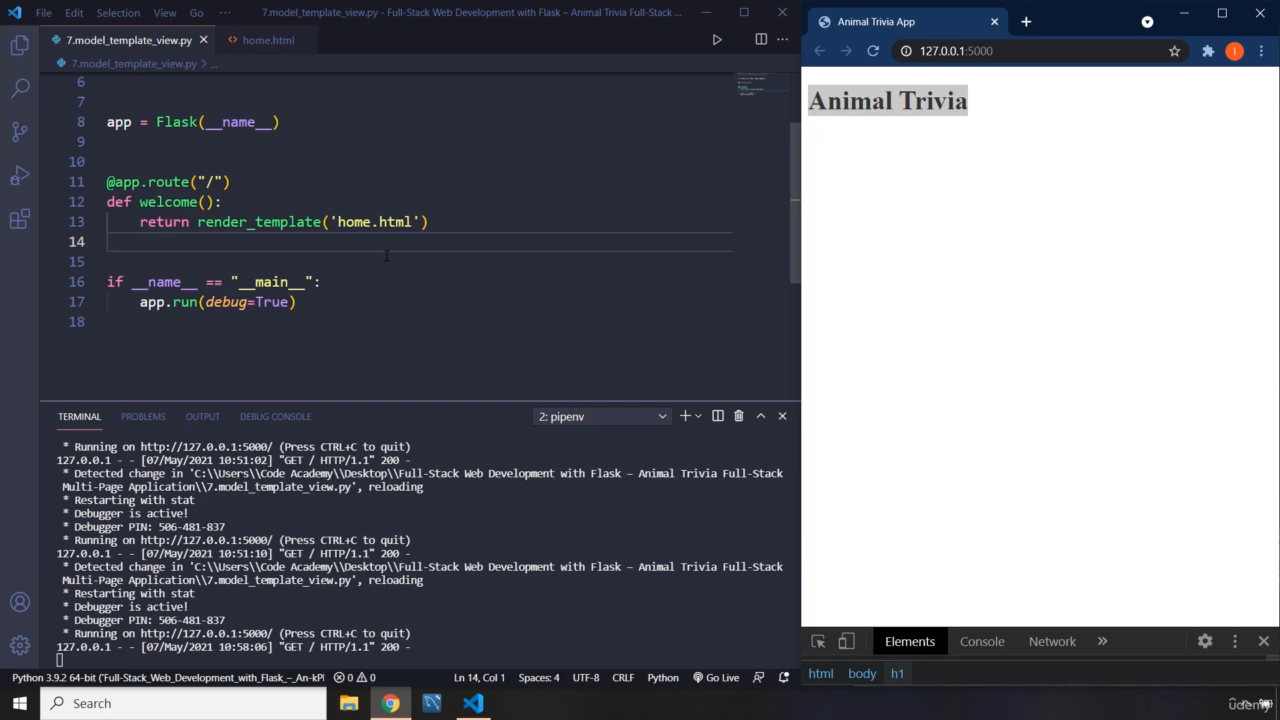 File Edit Selection View Go ··· 7.model_template_view.py - Full-Stack Web Development with Flask – Animal Trivia Full-Stack ...
7.model_template_view.py home.html
7.model_template_view.py > ...
6
7
8 app = Flask(__name__)
9
10
11 @app.route("/")
12 def welcome():
13 return render_template('home.html')
14
15
16 if __name__ == "__main__":
17 app.run(debug=True)
18
TERMINAL PROBLEMS OUTPUT DEBUG CONSOLE 2: pipenv
* Running on http://127.0.0.1:5000/ (Press CTRL+C to quit)
127.0.0.1 - - [07/May/2021 10:51:02] "GET / HTTP/1.1" 200 -
* Detected change in 'C:\\Users\\Code Academy\\Desktop\\Full-Stack Web Development with Flask – Animal Trivia Full-Stack
Multi-Page Application\\7.model_template_view.py', reloading
* Restarting with stat
* Debugger is active!
* Debugger PIN: 506-481-837
* Running on http://127.0.0.1:5000/ (Press CTRL+C to quit)
127.0.0.1 - - [07/May/2021 10:51:10] "GET / HTTP/1.1" 200 -
* Detected change in 'C:\\Users\\Code Academy\\Desktop\\Full-Stack Web Development with Flask – Animal Trivia Full-Stack
Multi-Page Application\\7.model_template_view.py', reloading
* Restarting with stat
* Debugger is active!
* Debugger PIN: 506-481-837
* Running on http://127.0.0.1:5000/ (Press CTRL+C to quit)
127.0.0.1 - - [07/May/2021 10:58:06] "GET / HTTP/1.1" 200 -
Python 3.9.2 64-bit ('Full-Stack_Web_Development_with_Flask_–_An-kPl 0 0 Ln 14, Col 1 Spaces: 4 UTF-8 CRLF Python Go Live
Animal Trivia App
127.0.0.1:5000 I
Animal Trivia
Elements Console Network »
html body h1
Search
udemy